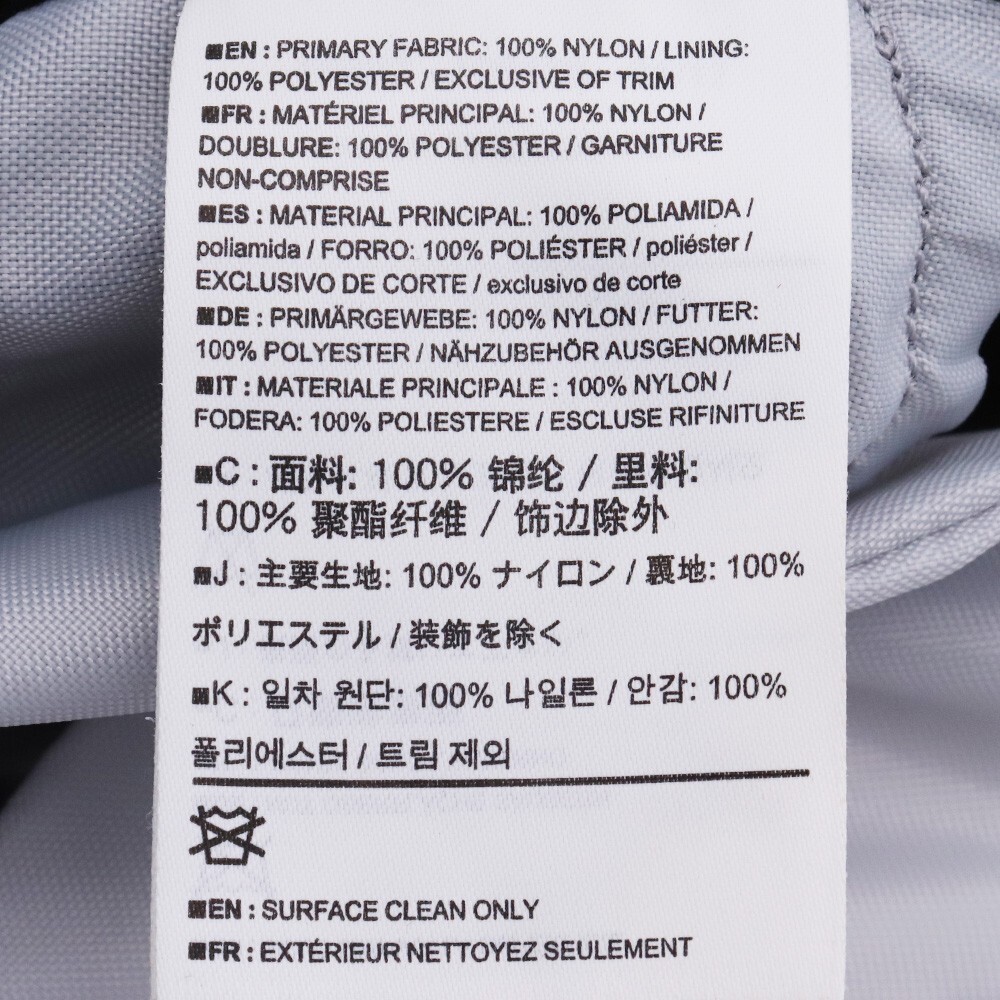 EN : PRIMARY FABRIC: 100% NYLON / LINING:
100% POLYESTER / EXCLUSIVE OF TRIM
FR : MATÉRIEL PRINCIPAL: 100% NYLON /
DOUBLURE: 100% POLYESTER / GARNITURE
NON-COMPRISE
ES : MATERIAL PRINCIPAL: 100% POLIAMIDA /
poliamida / FORRO: 100% POLIÉSTER / poliéster /
EXCLUSIVO DE CORTE / exclusivo de corte
DE : PRIMÄRGEWEBE: 100% NYLON / FUTTER:
100% POLYESTER / NÄHZUBEHÖR AUSGENOMMEN
IT : MATERIALE PRINCIPALE : 100% NYLON /
FODERA: 100% POLIESTERE / ESCLUSE RIFINITURE
C : 面料: 100% 锦纶 / 里料:
100% 聚酯纤维 / 饰边除外
J : 主要生地: 100% ナイロン / 裏地: 100%
ポリエステル / 装飾を除く
K : 일차 원단: 100% 나일론 / 안감: 100%
폴리에스터 / 트림 제외
EN : SURFACE CLEAN ONLY
FR : EXTÉRIEUR NETTOYEZ SEULEMENT